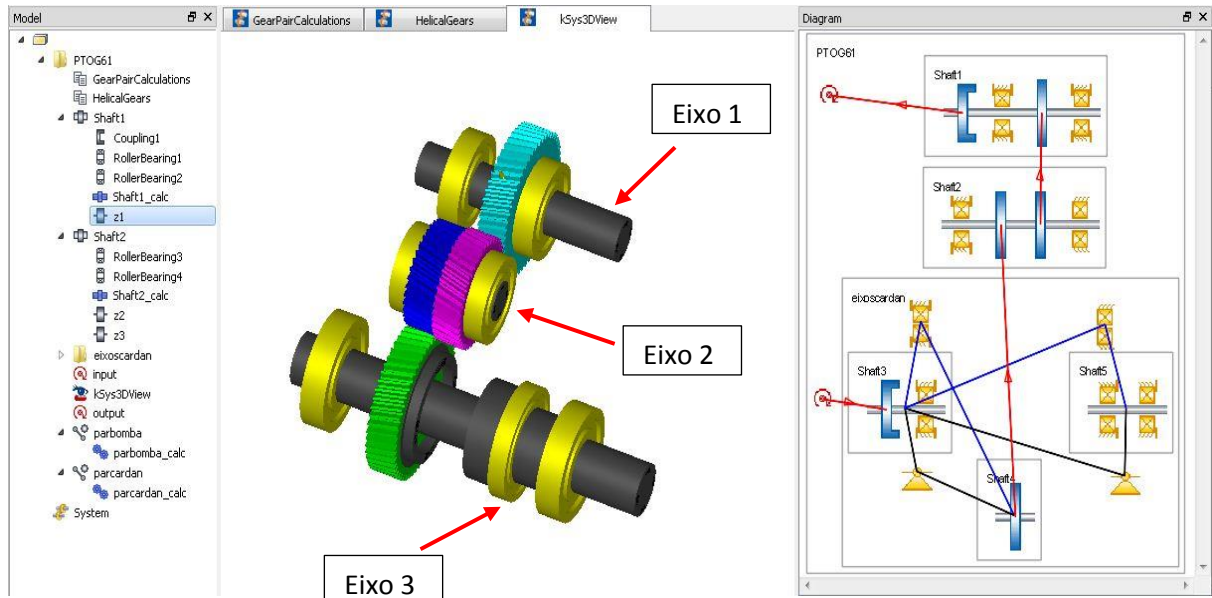 Model
PTOG61
GearPairCalculations
HelicalGears
Shaft1
Coupling1
RollerBearing1
RollerBearing2
Shaft1_calc
z1
Shaft2
RollerBearing3
RollerBearing4
Shaft2_calc
z2
z3
eixoscardan
input
kSys3DView
output
parbomba
parbomba_calc
parcardan
parcardan_calc
System
GearPairCalculations
HelicalGears
kSys3DView
Eixo 1
Eixo 2
Eixo 3
Diagram
PTOG61
Shaft1
Shaft2
eixoscardan
Shaft3
Shaft5
Shaft4